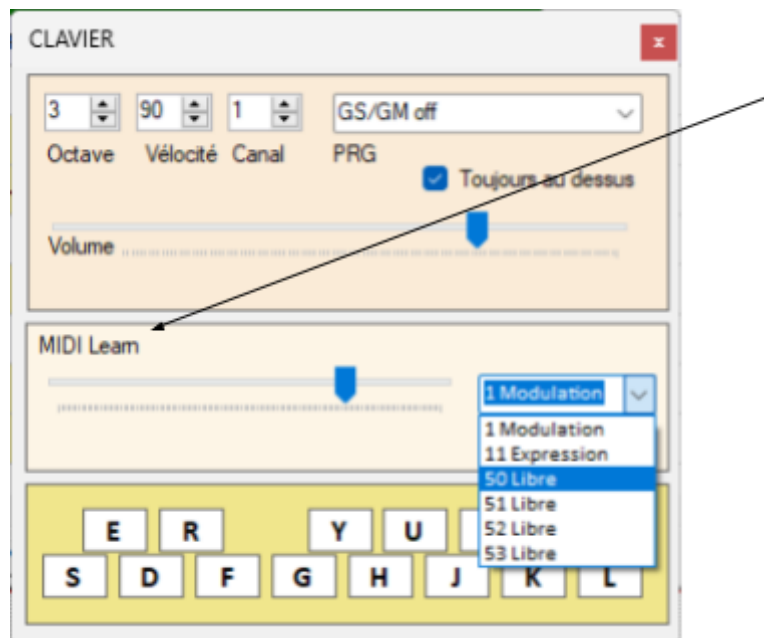 CLAVIER
x
3 90 1 GS/GM off
Octave Vélocité Canal PRG
Toujours au dessus
Volume
MIDI Learn
1 Modulation
1 Modulation
11 Expression
50 Libre
51 Libre
52 Libre
53 Libre
E R Y U
S D F G H J K L